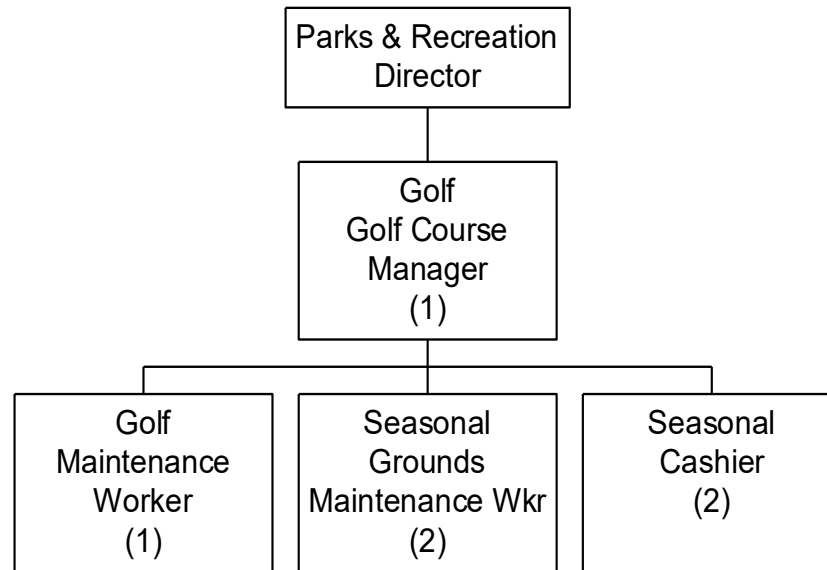 Parks & Recreation
Director
Golf
Golf Course
Manager
(1)
Golf
Maintenance
Worker
(1)
Seasonal
Grounds
Maintenance Wkr
(2)
Seasonal
Cashier
(2)